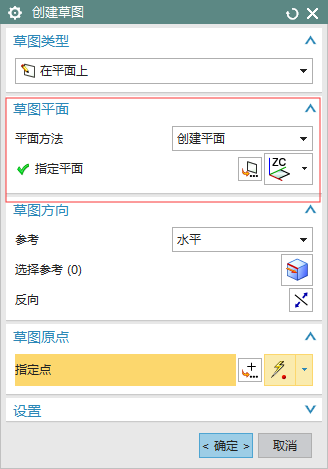 创建草图
草图类型
在平面上
草图平面
平面方法 创建平面
指定平面 ZC
草图方向
参考 水平
选择参考 (0)
反向
草图原点
指定点
设置
< 确定 > 取消